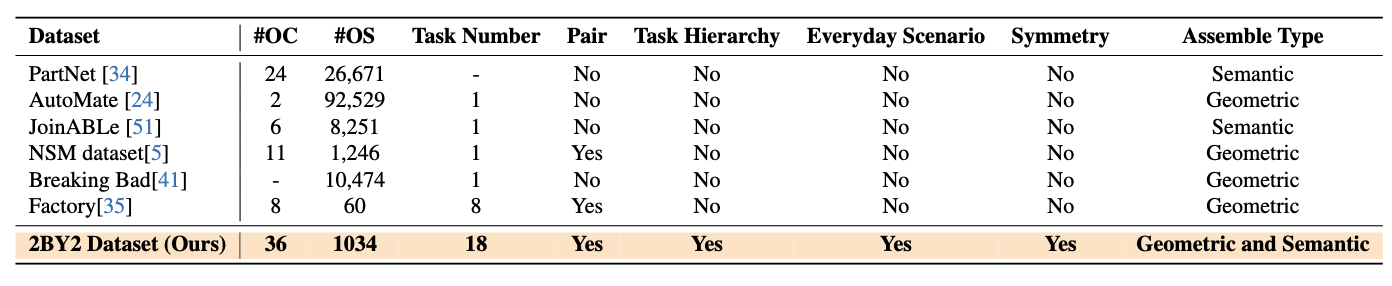 Dataset #OC #OS Task Number Pair Task Hierarchy Everyday Scenario Symmetry Assemble Type
PartNet [34] 24 26,671 - No No No No Semantic
AutoMate [24] 2 92,529 1 No No No No Geometric
JoinABLe [51] 6 8,251 1 No No No No Semantic
NSM dataset[5] 11 1,246 1 Yes No No No Geometric
Breaking Bad[41] - 10,474 1 No No No No Geometric
Factory[35] 8 60 8 Yes No No No Geometric
2BY2 Dataset (Ours) 36 1034 18 Yes Yes Yes Yes Geometric and Semantic